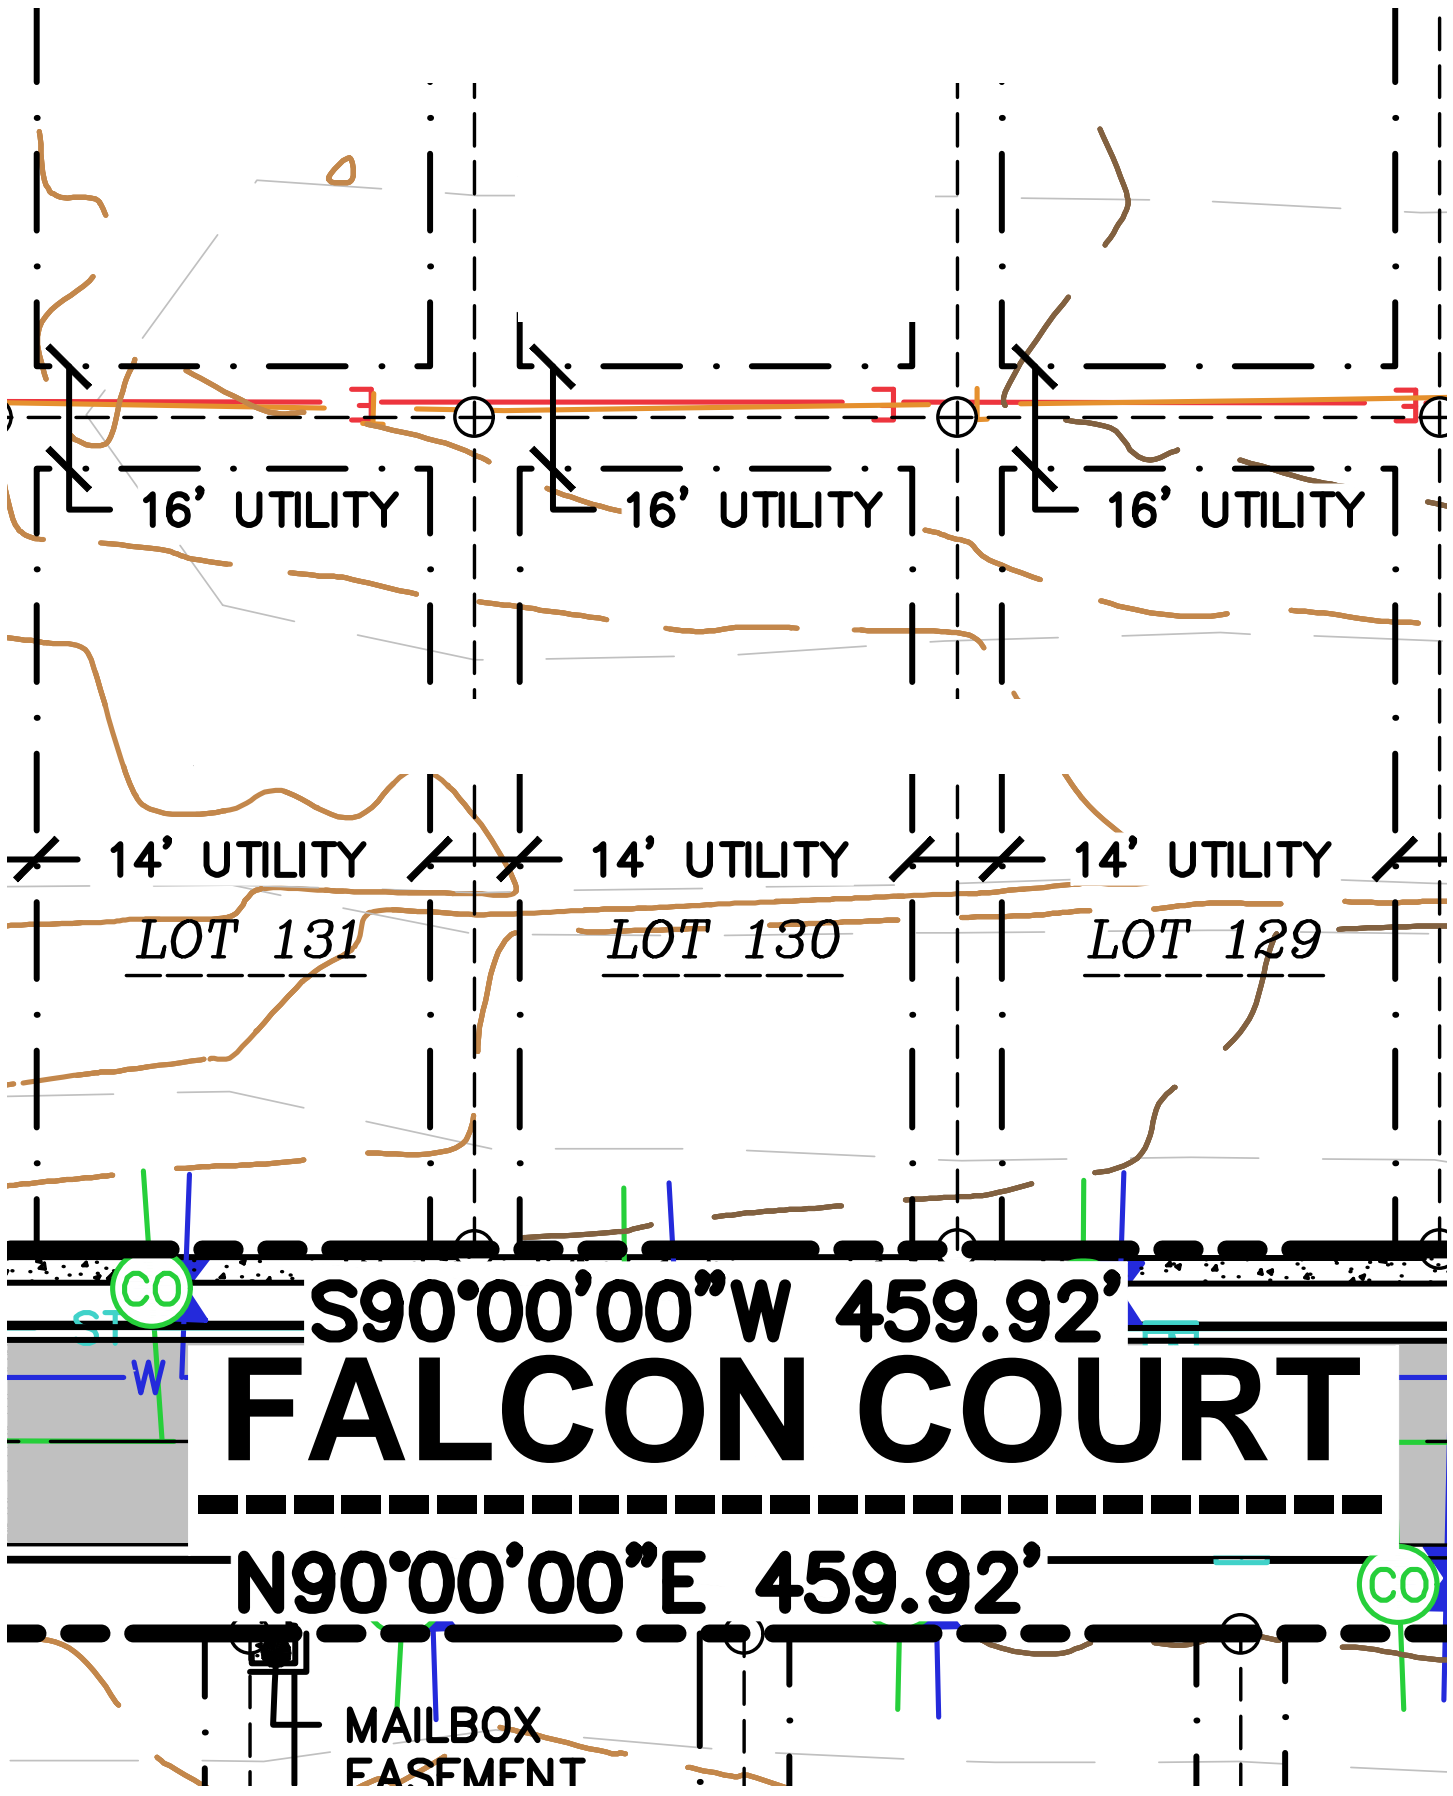 16' UTILITY 16' UTILITY 16' UTILITY
14' UTILITY 14' UTILITY 14' UTILITY
LOT 131 LOT 130 LOT 129
CO
S90°00'00"W 459.92'
ST
W
FALCON COURT
N90°00'00"E 459.92'
CO
MAILBOX
EASEMENT